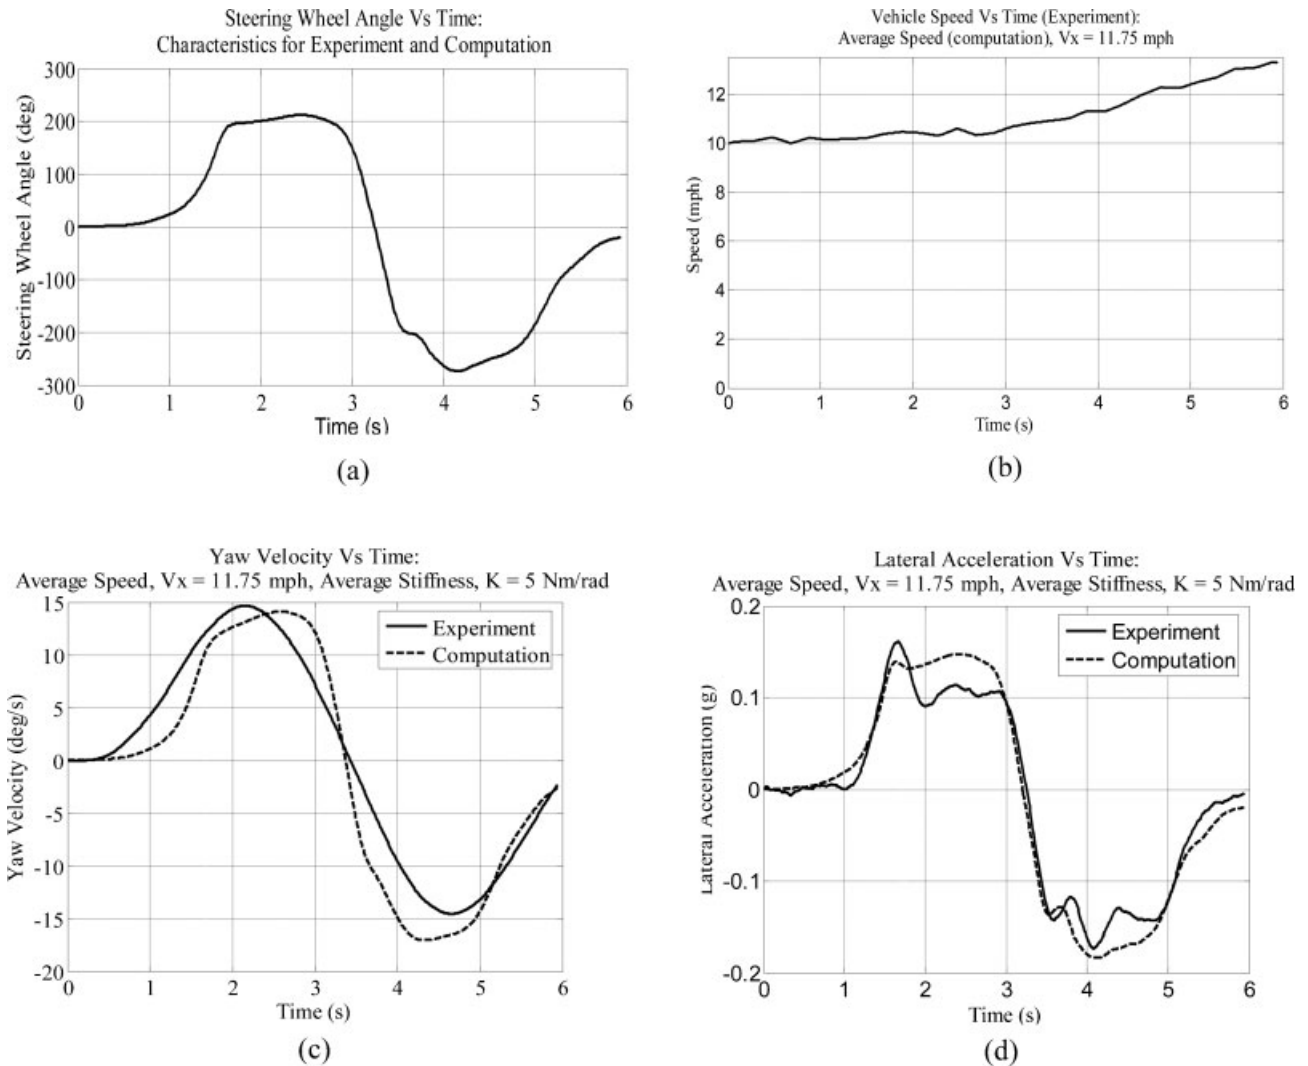 Steering Wheel Angle Vs Time:
Characteristics for Experiment and Computation
300
200
100
0
-100
-200
-300
Steering Wheel Angle (deg)
0 1 2 3 4 5 6
Time (s)
(a)
Vehicle Speed Vs Time (Experiment):
Average Speed (computation), Vx = 11.75 mph
12
10
8
6
4
2
0
Speed (mph)
0 1 2 3 4 5 6
Time (s)
(b)
Yaw Velocity Vs Time:
Average Speed, Vx = 11.75 mph, Average Stiffness, K = 5 Nm/rad
15
10
5
0
-5
-10
-15
-20
Yaw Velocity (deg/s)
Experiment
Computation
0 1 2 3 4 5 6
Time (s)
(c)
Lateral Acceleration Vs Time:
Average Speed, Vx = 11.75 mph, Average Stiffness, K = 5 Nm/rad
0.2
0.1
0
-0.1
-0.2
Lateral Acceleration (g)
Experiment
Computation
0 1 2 3 4 5 6
Time (s)
(d)